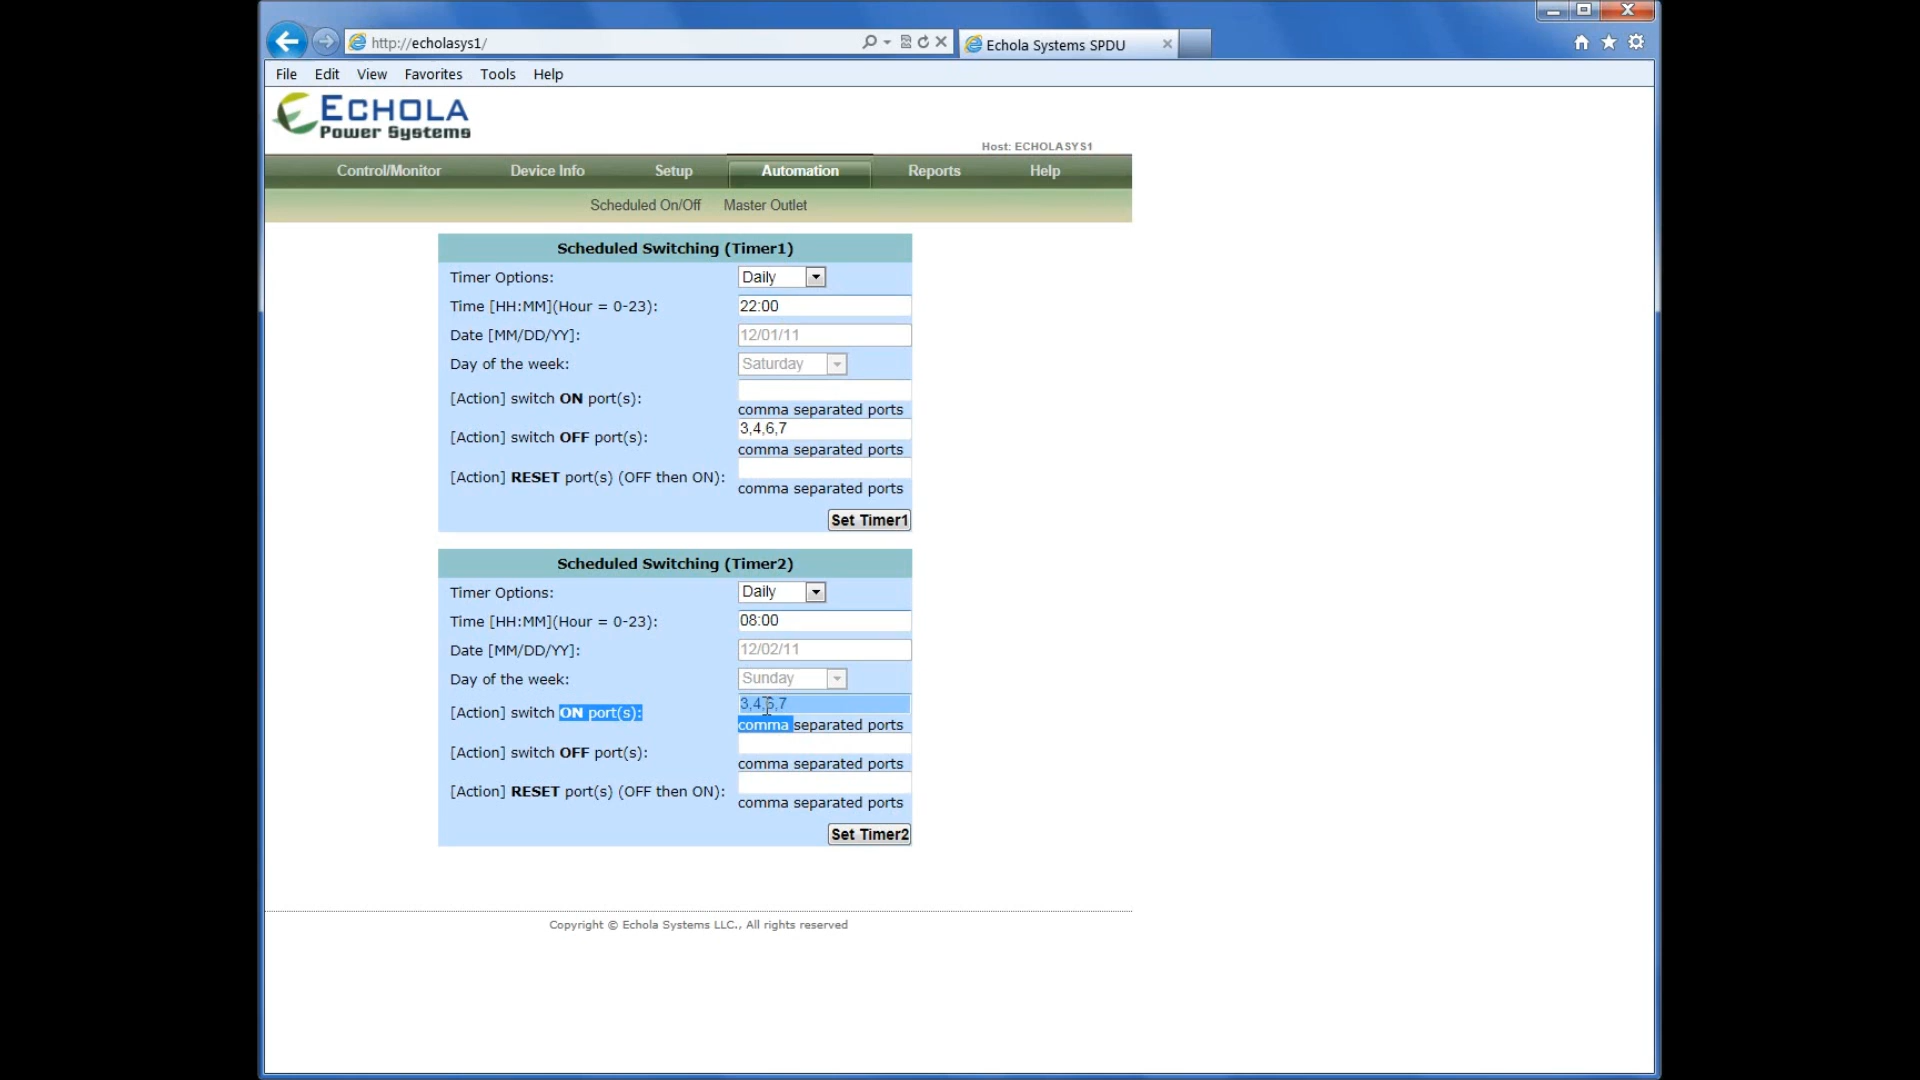 http://echolasys1/
Echola Systems SPDU
File Edit View Favorites Tools Help
ECHOLA
Power Systems
Host: ECHOLASYS1
Control/Monitor Device Info Setup Automation Reports Help
Scheduled On/Off Master Outlet
Scheduled Switching (Timer1)
Timer Options: Daily
Time [HH:MM](Hour = 0-23): 22:00
Date [MM/DD/YY]: 12/01/11
Day of the week: Saturday
[Action] switch ON port(s):
comma separated ports
3,4,6,7
[Action] switch OFF port(s):
comma separated ports
[Action] RESET port(s) (OFF then ON):
comma separated ports
Set Timer1
Scheduled Switching (Timer2)
Timer Options: Daily
Time [HH:MM](Hour = 0-23): 08:00
Date [MM/DD/YY]: 12/02/11
Day of the week: Sunday
3,4,6,7
[Action] switch ON port(s):
comma separated ports
[Action] switch OFF port(s):
comma separated ports
[Action] RESET port(s) (OFF then ON):
comma separated ports
Set Timer2
Copyright © Echola Systems LLC., All rights reserved